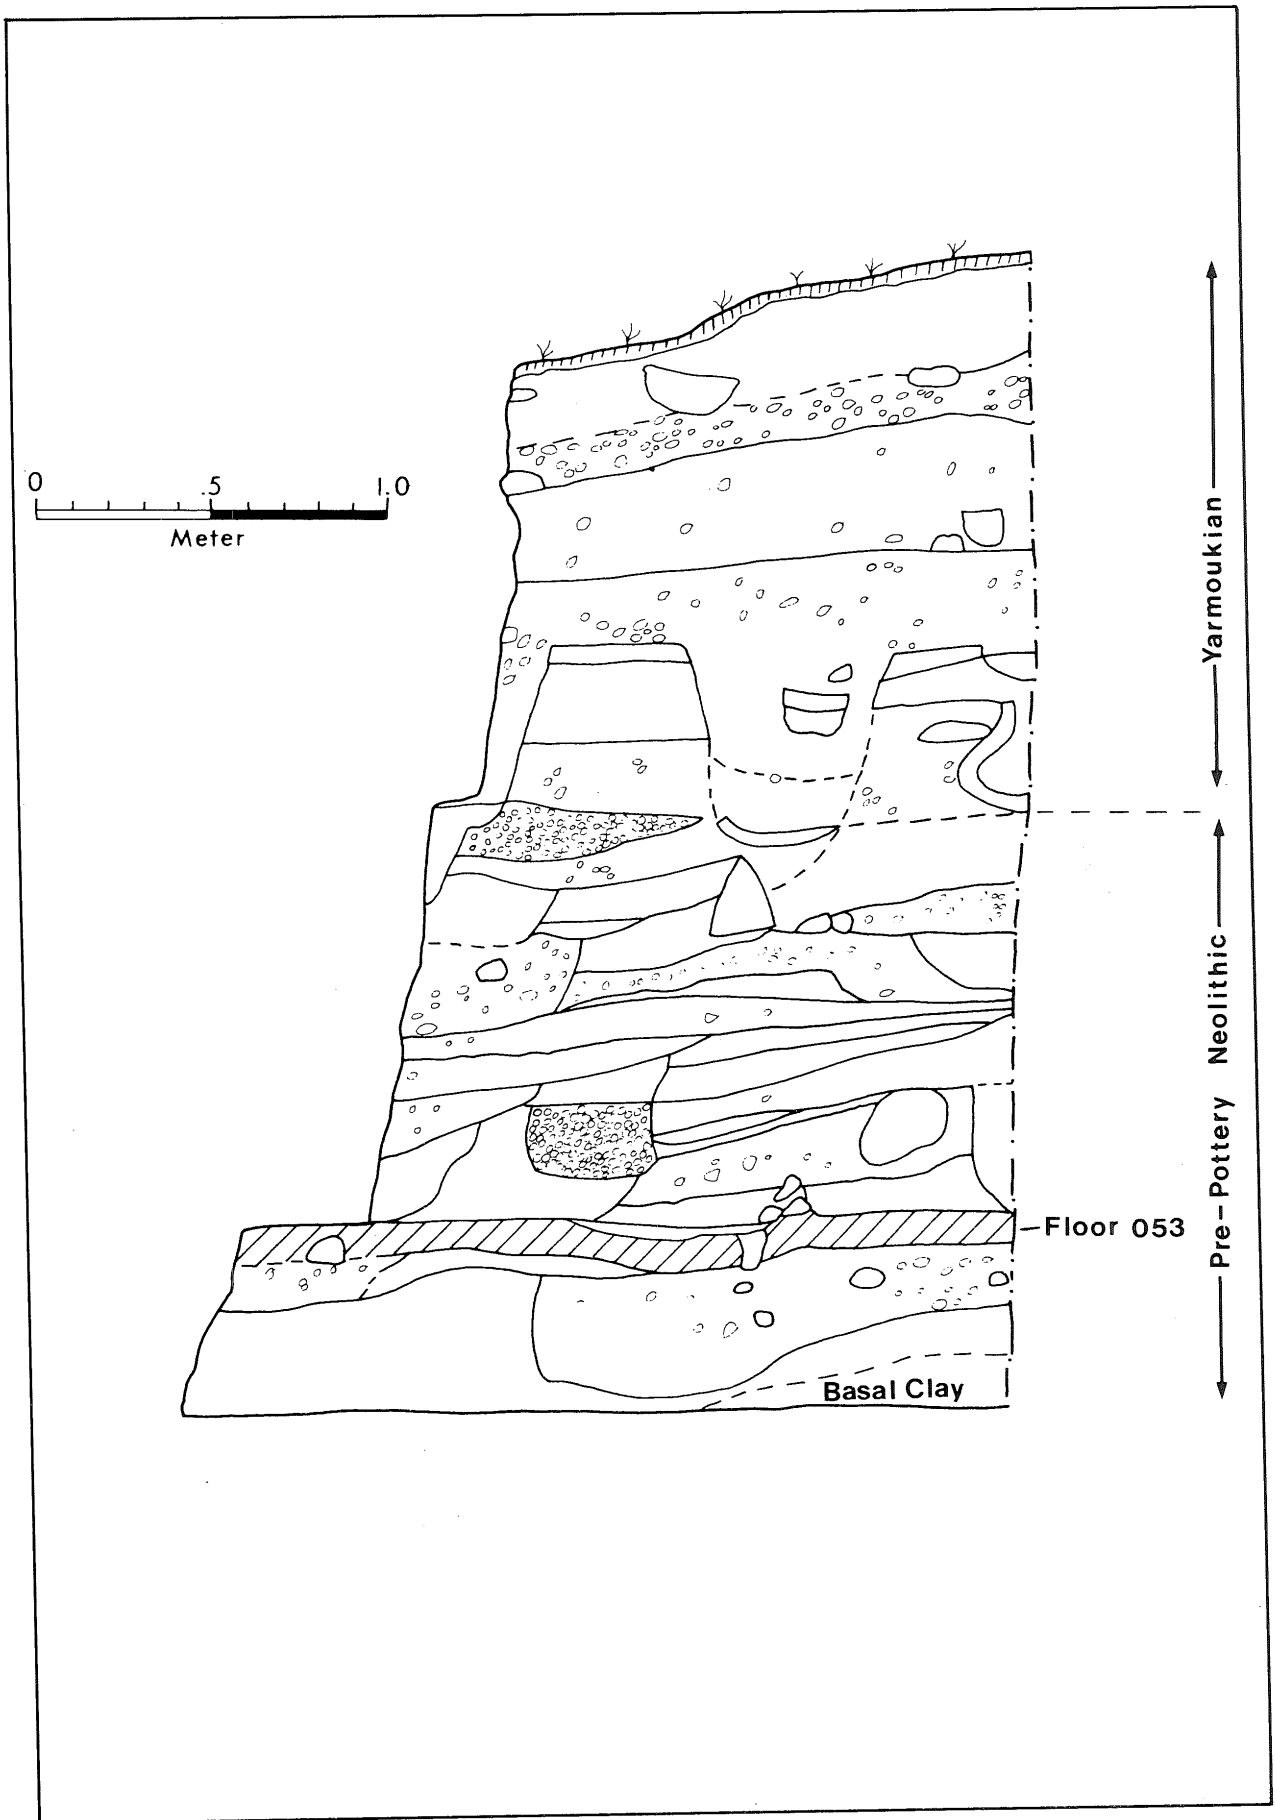 0 .5 1.0
Meter
Yarmoukian
Pre-Pottery Neolithic
Floor 053
Basal Clay